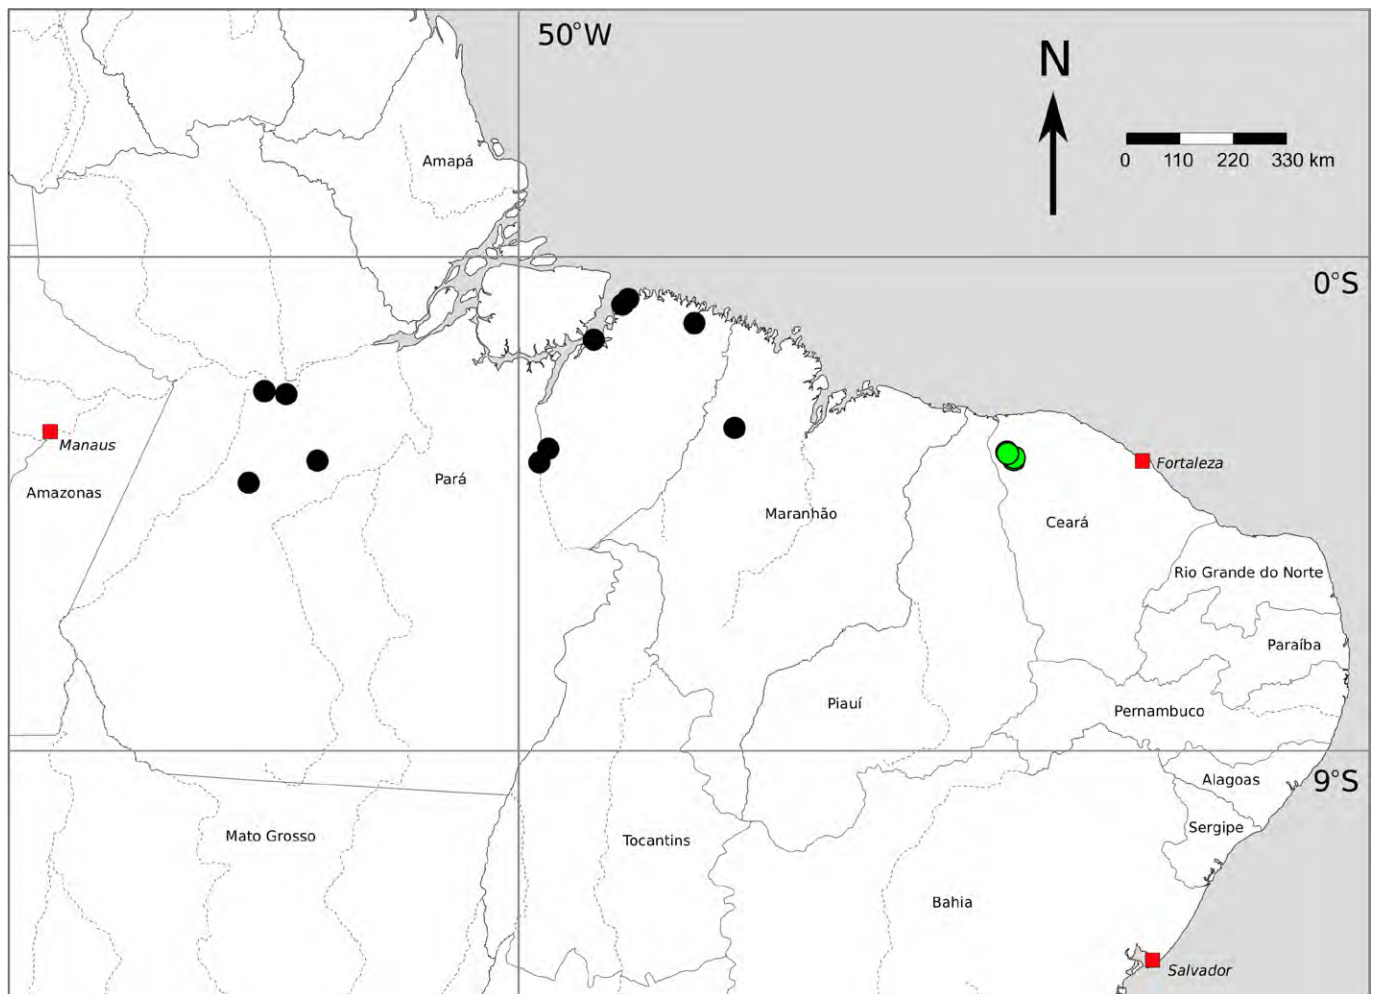 50°W
N
0 110 220 330 km
Amapá
0°S
Manaus
Fortaleza
Pará
Amazonas
Maranhão
Ceará
Rio Grande do Norte
Paraíba
Piauí
Pernambuco
Alagoas
9°S
Sergipe
Mato Grosso
Tocantins
Bahia
Salvador